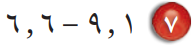 ٧ ٩,١ – ٦,٦